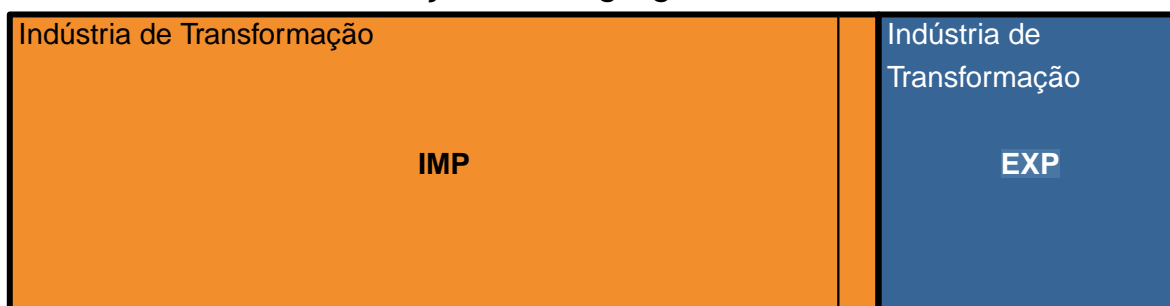 Indústria de Transformação
IMP
Indústria de
Transformação
EXP